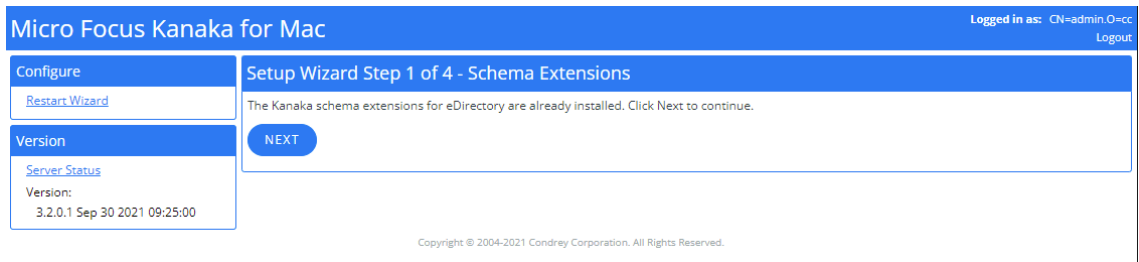 Micro Focus Kanaka for Mac
Logged in as: CN=admin.O=cc
Logout
Configure
Restart Wizard
Version
Server Status
Version:
3.2.0.1 Sep 30 2021 09:25:00
Setup Wizard Step 1 of 4 - Schema Extensions
The Kanaka schema extensions for eDirectory are already installed. Click Next to continue.
NEXT
Copyright © 2004-2021 Condrey Corporation. All Rights Reserved.